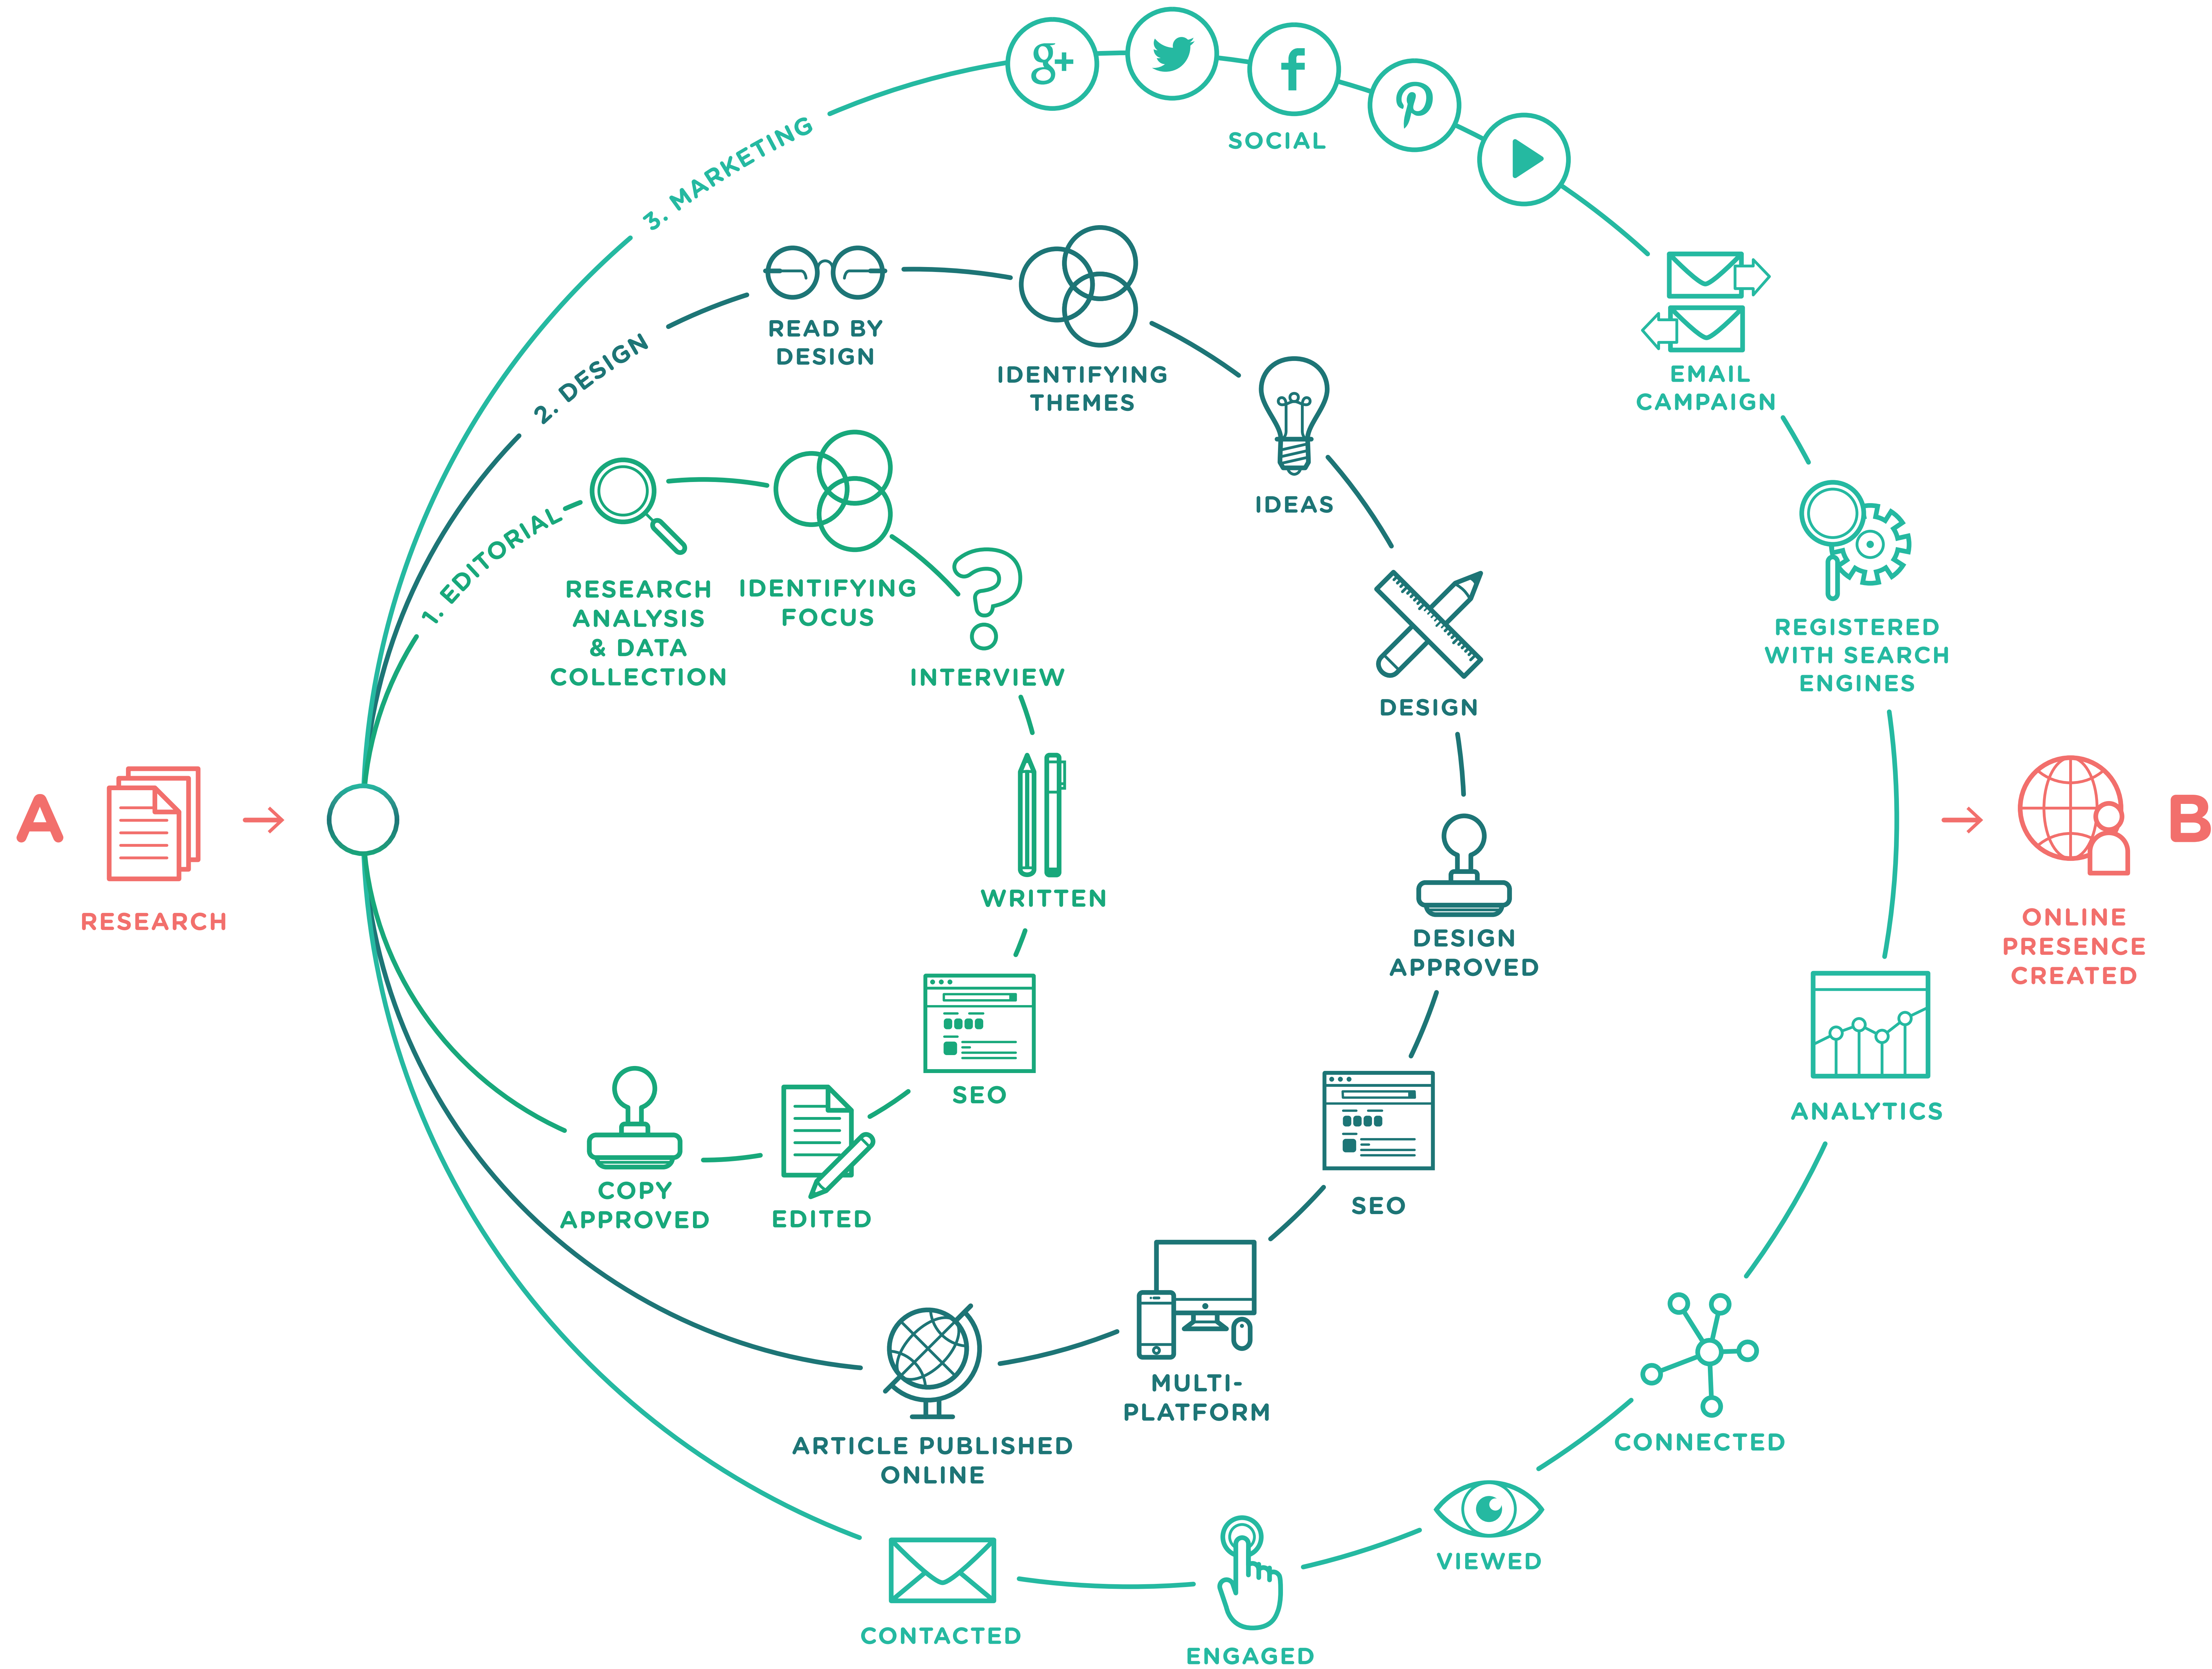 A
RESEARCH
1. EDITORIAL
RESEARCH
ANALYSIS
& DATA
COLLECTION
IDENTIFYING
FOCUS
INTERVIEW
WRITTEN
SEO
EDITED
COPY
APPROVED
2. DESIGN
READ BY
DESIGN
IDENTIFYING
THEMES
IDEAS
DESIGN
DESIGN
APPROVED
SEO
MULTI-
PLATFORM
ARTICLE PUBLISHED
ONLINE
3. MARKETING
g+
f
SOCIAL
EMAIL
CAMPAIGN
REGISTERED
WITH SEARCH
ENGINES
ANALYTICS
CONNECTED
VIEWED
ENGAGED
CONTACTED
ONLINE
PRESENCE
CREATED
B